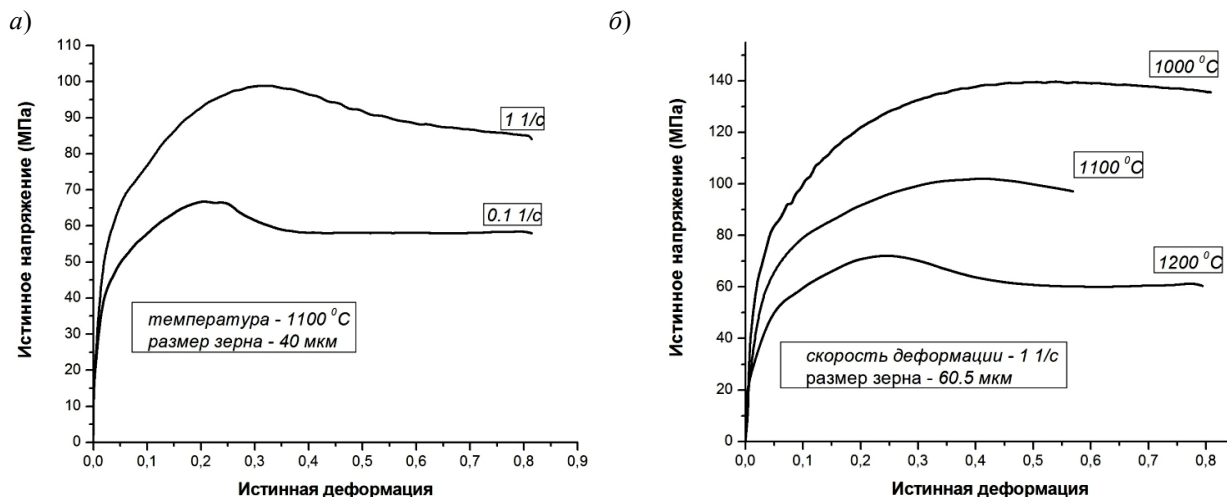 а)
110
100
90
80
70
60
50
40
30
20
10
0
Истинное напряжение (МПа)
1 1/с
0.1 1/с
температура - 1100 ⁰С
размер зерна - 40 мкм
0,0 0,1 0,2 0,3 0,4 0,5 0,6 0,7 0,8 0,9
Истинная деформация
б)
140
120
100
80
60
40
20
0
Истинное напряжение (МПа)
1000 ⁰С
1100 ⁰С
1200 ⁰С
скорость деформации - 1 1/с
размер зерна - 60.5 мкм
0,0 0,1 0,2 0,3 0,4 0,5 0,6 0,7 0,8
Истинная деформация